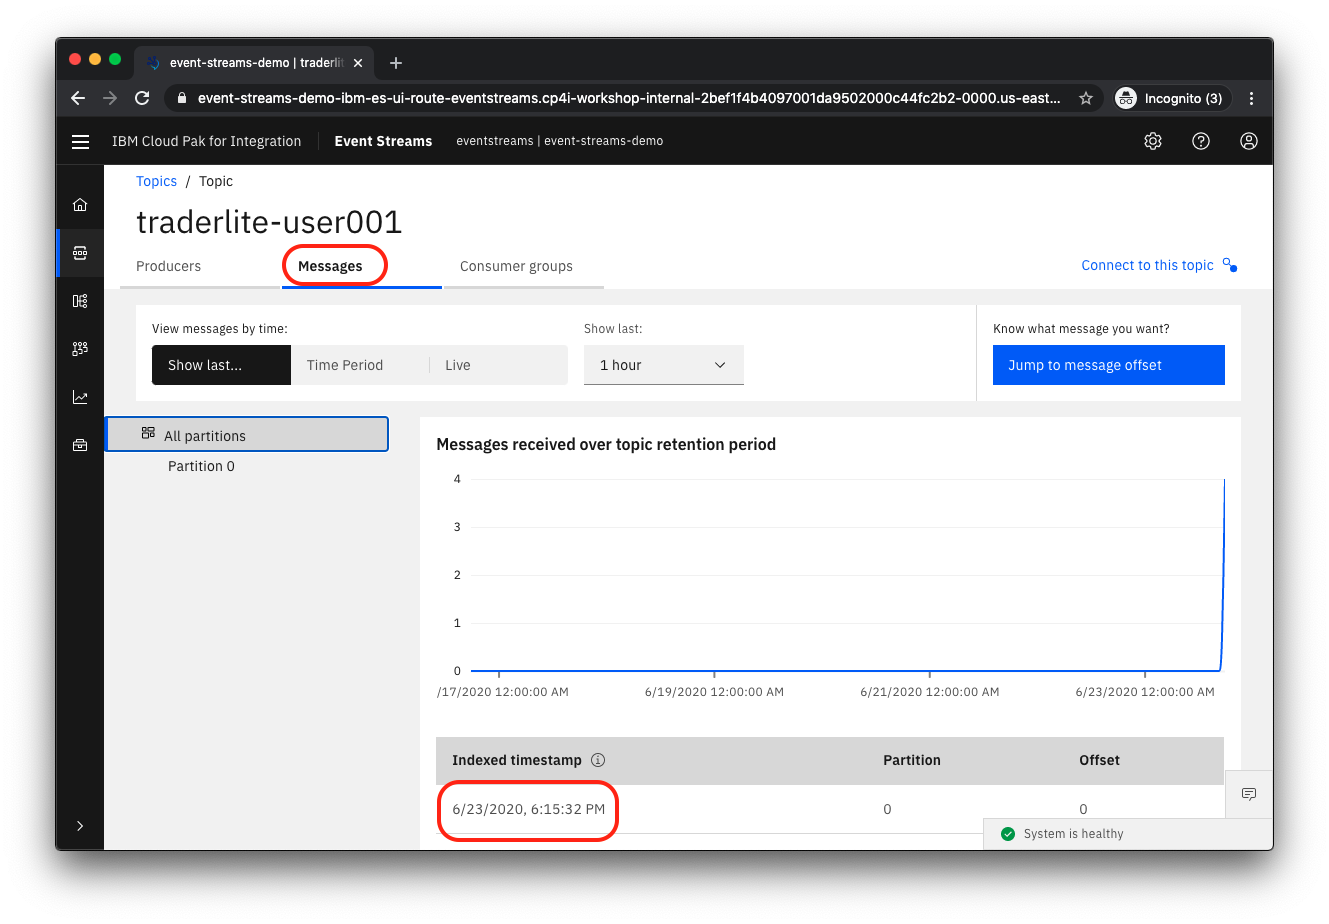 event-streams-demo | traderlit
event-streams-demo-ibm-es-ui-route-eventstreams.cp4i-workshop-internal-2bef1f4b4097001da9502000c44fc2b2-0000.us-east...
Incognito (3)
IBM Cloud Pak for Integration
Event Streams
eventstreams | event-streams-demo
Topics / Topic
traderlite-user001
Producers
Messages
Consumer groups
Connect to this topic
View messages by time:
Show last:
Know what message you want?
Show last...
Time Period
Live
1 hour
Jump to message offset
All partitions
Partition 0
Messages received over topic retention period
4
3
2
1
0
/17/2020 12:00:00 AM
6/19/2020 12:00:00 AM
6/21/2020 12:00:00 AM
6/23/2020 12:00:00 AM
Indexed timestamp
Partition
Offset
6/23/2020, 6:15:32 PM
0
0
System is healthy